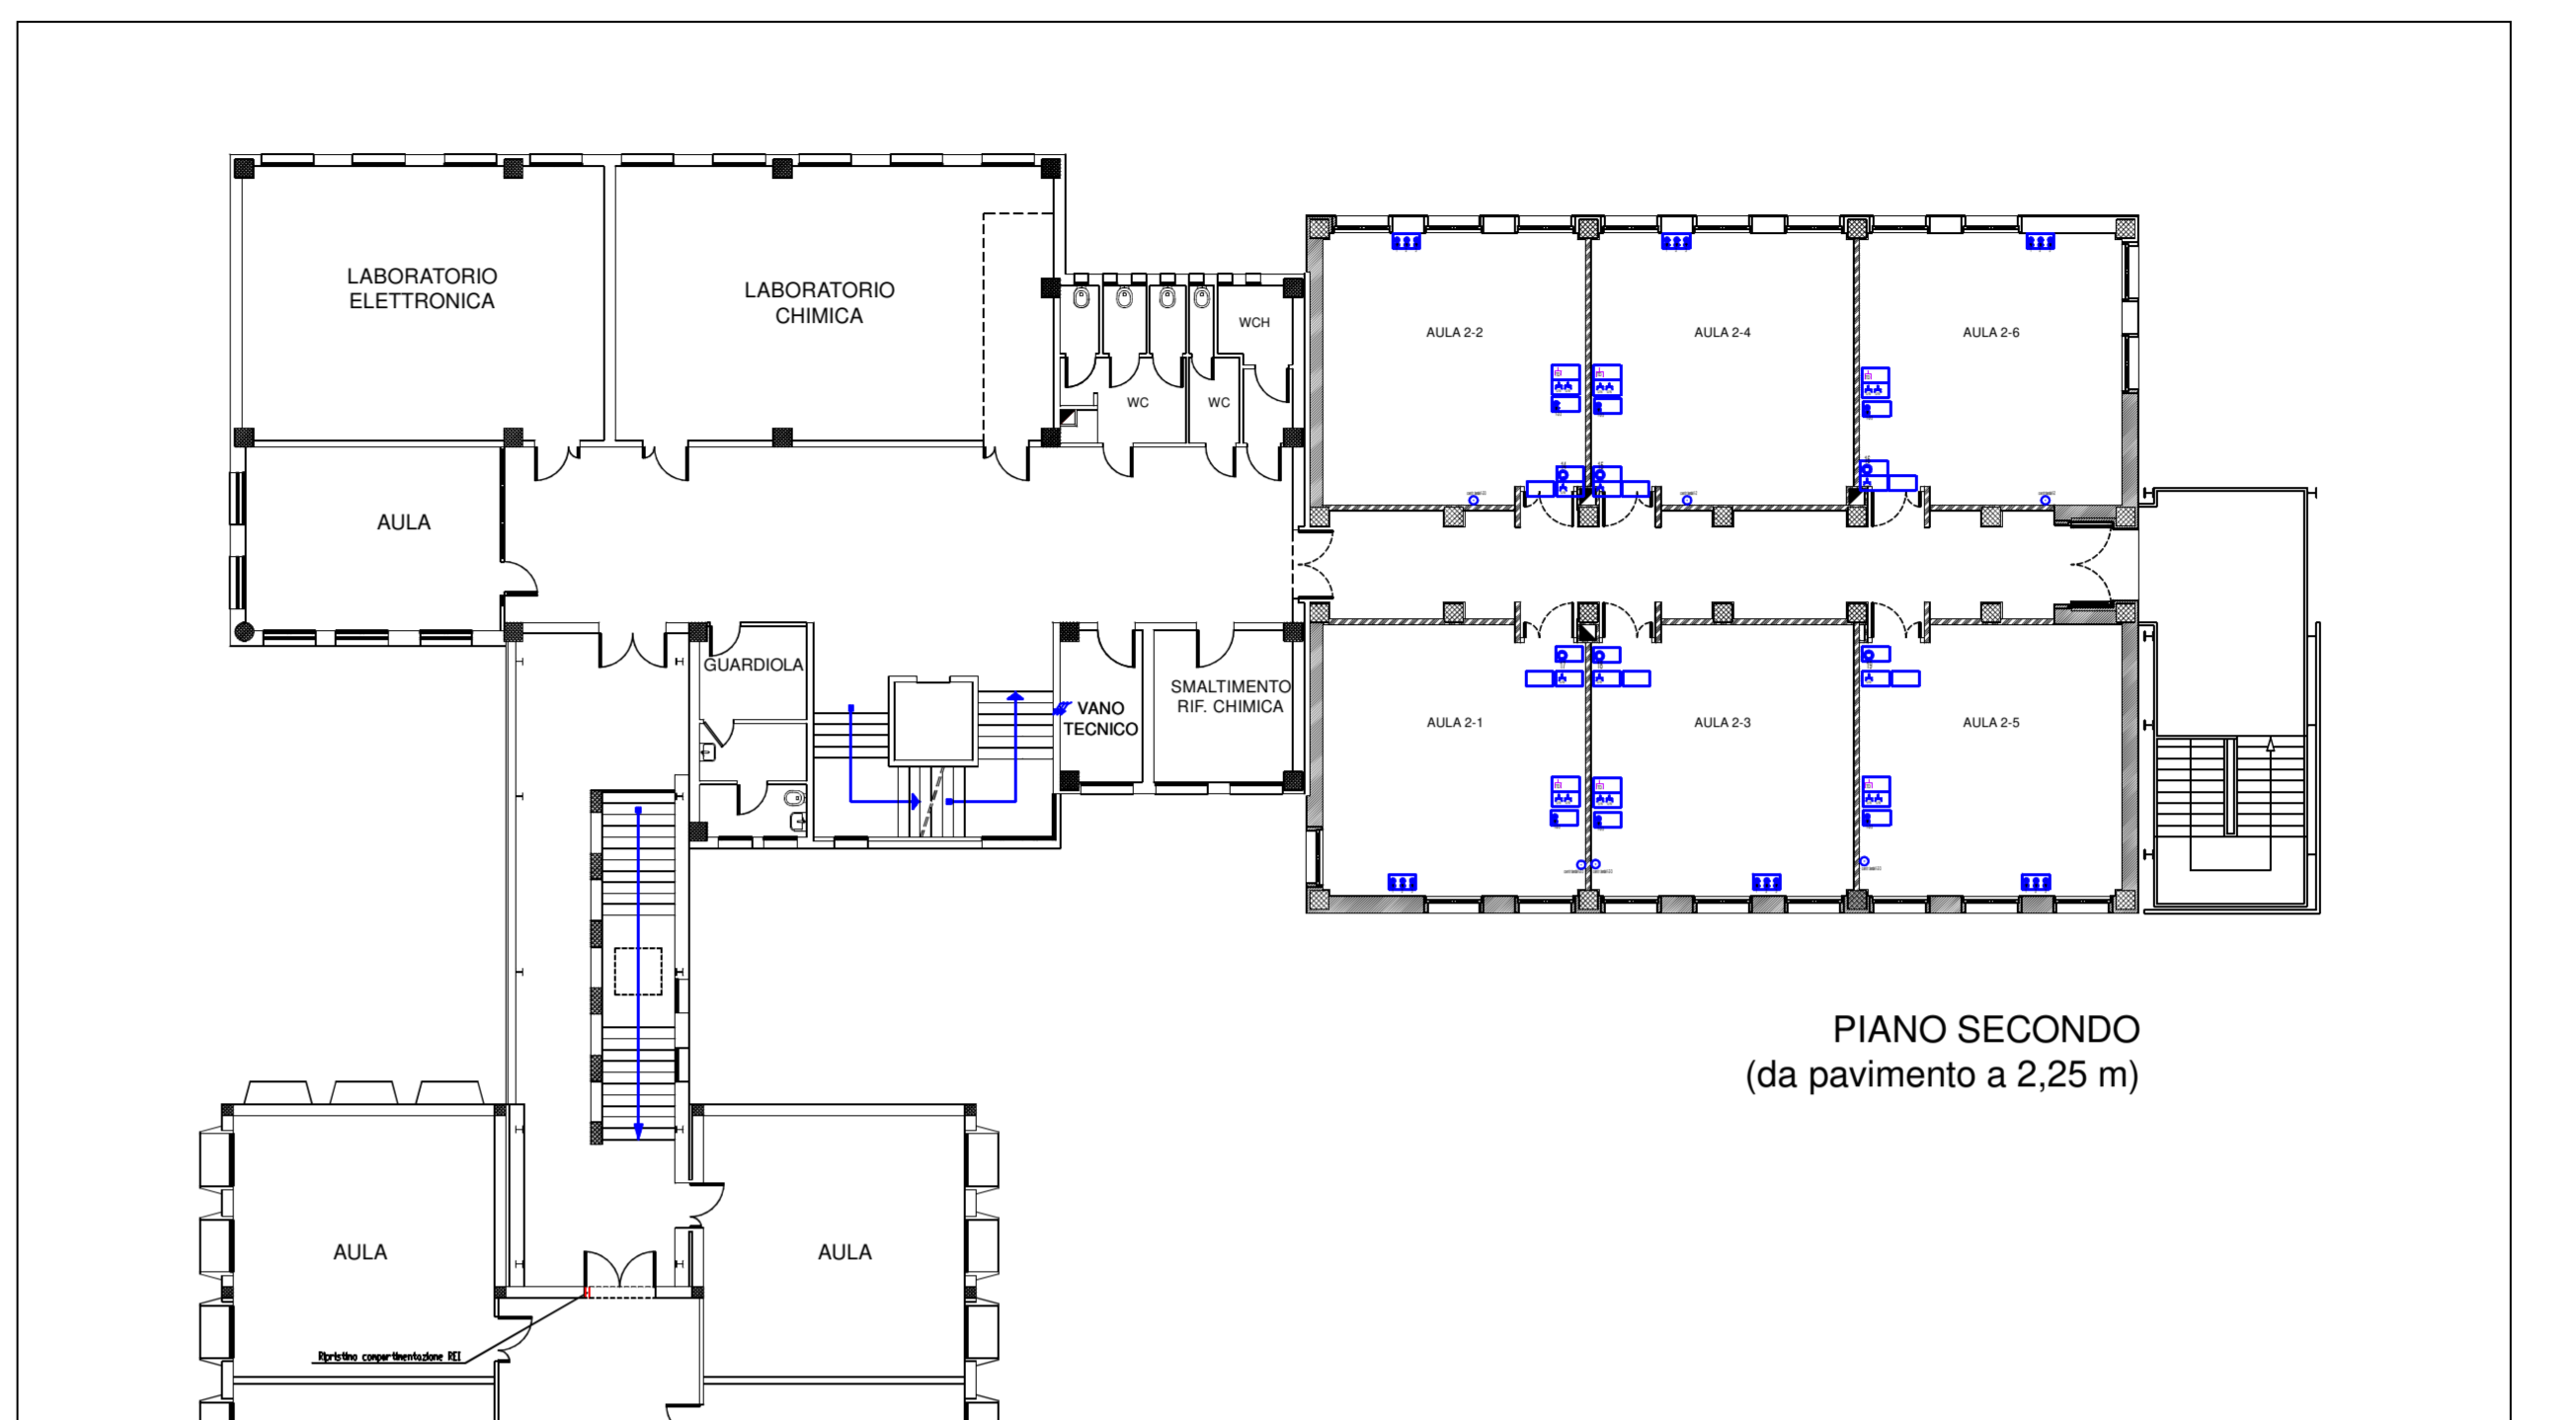 LABORATORIO
ELETTRONICA
LABORATORIO
CHIMICA
WCH
WC
WC
AULA 2-2
AULA 2-4
AULA 2-6
AULA
GUARDIOLA
VANO
TECNICO
SMALTIMENTO
RIF. CHIMICA
AULA 2-1
AULA 2-3
AULA 2-5
PIANO SECONDO
(da pavimento a 2,25 m)
AULA
AULA
Ripristino compartimentazione REI